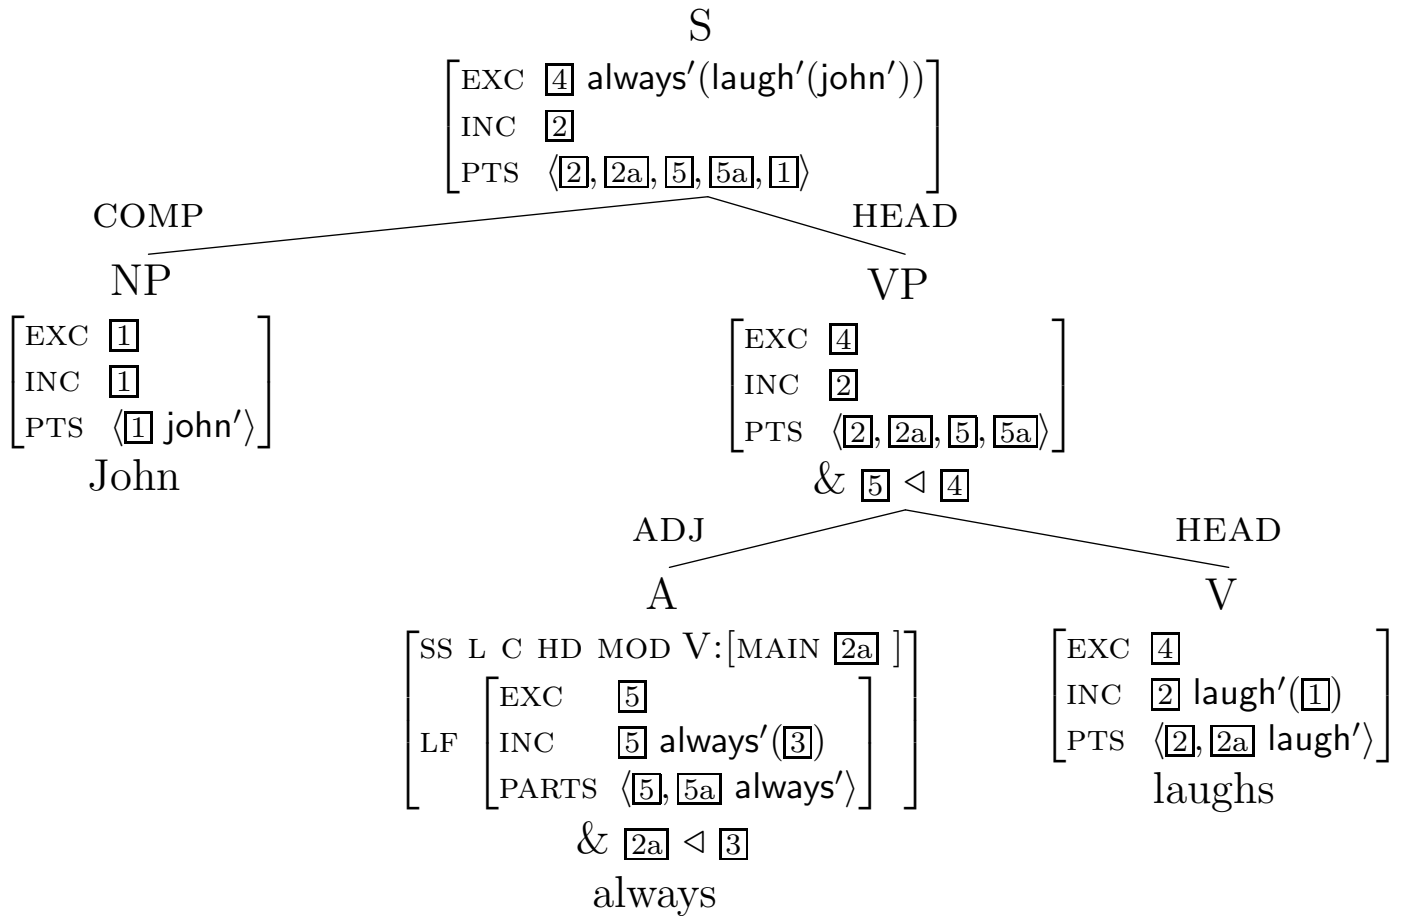 S
[EXC 4 always′(laugh′(john′))
INC 2
PTS ⟨2, 2a, 5, 5a, 1⟩]
COMP HEAD
NP
[EXC 1
INC 1
PTS ⟨1 john′⟩]
John
VP
[EXC 4
INC 2
PTS ⟨2, 2a, 5, 5a⟩]
& 5 ◁ 4
ADJ HEAD
A
[SS L C HD MOD V:[MAIN 2a ]
LF [EXC 5
INC 5 always′(3)
PARTS ⟨5, 5a always′⟩]]
& 2a ◁ 3
always
V
[EXC 4
INC 2 laugh′(1)
PTS ⟨2, 2a laugh′⟩]
laughs